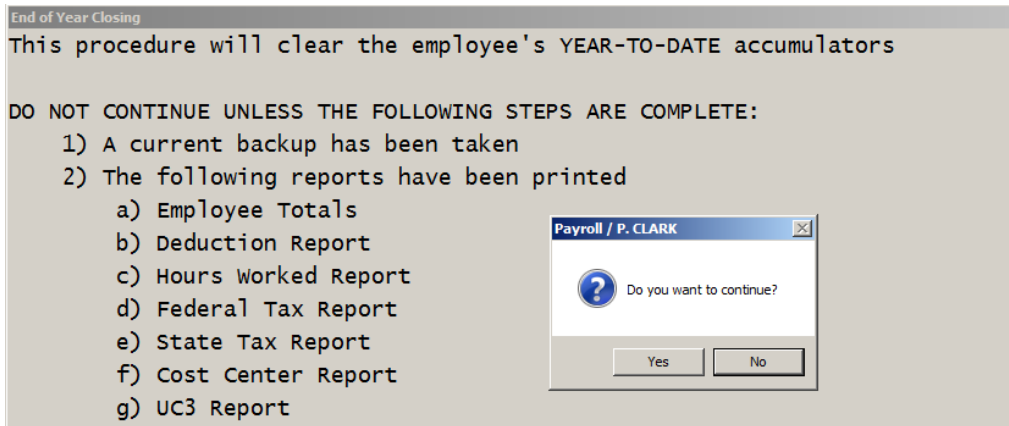 End of Year Closing
This procedure will clear the employee's YEAR-TO-DATE accumulators
DO NOT CONTINUE UNLESS THE FOLLOWING STEPS ARE COMPLETE:
1) A current backup has been taken
2) The following reports have been printed
a) Employee Totals
b) Deduction Report
c) Hours Worked Report
d) Federal Tax Report
e) State Tax Report
f) Cost Center Report
g) UC3 Report
Payroll / P. CLARK
Do you want to continue?
Yes No